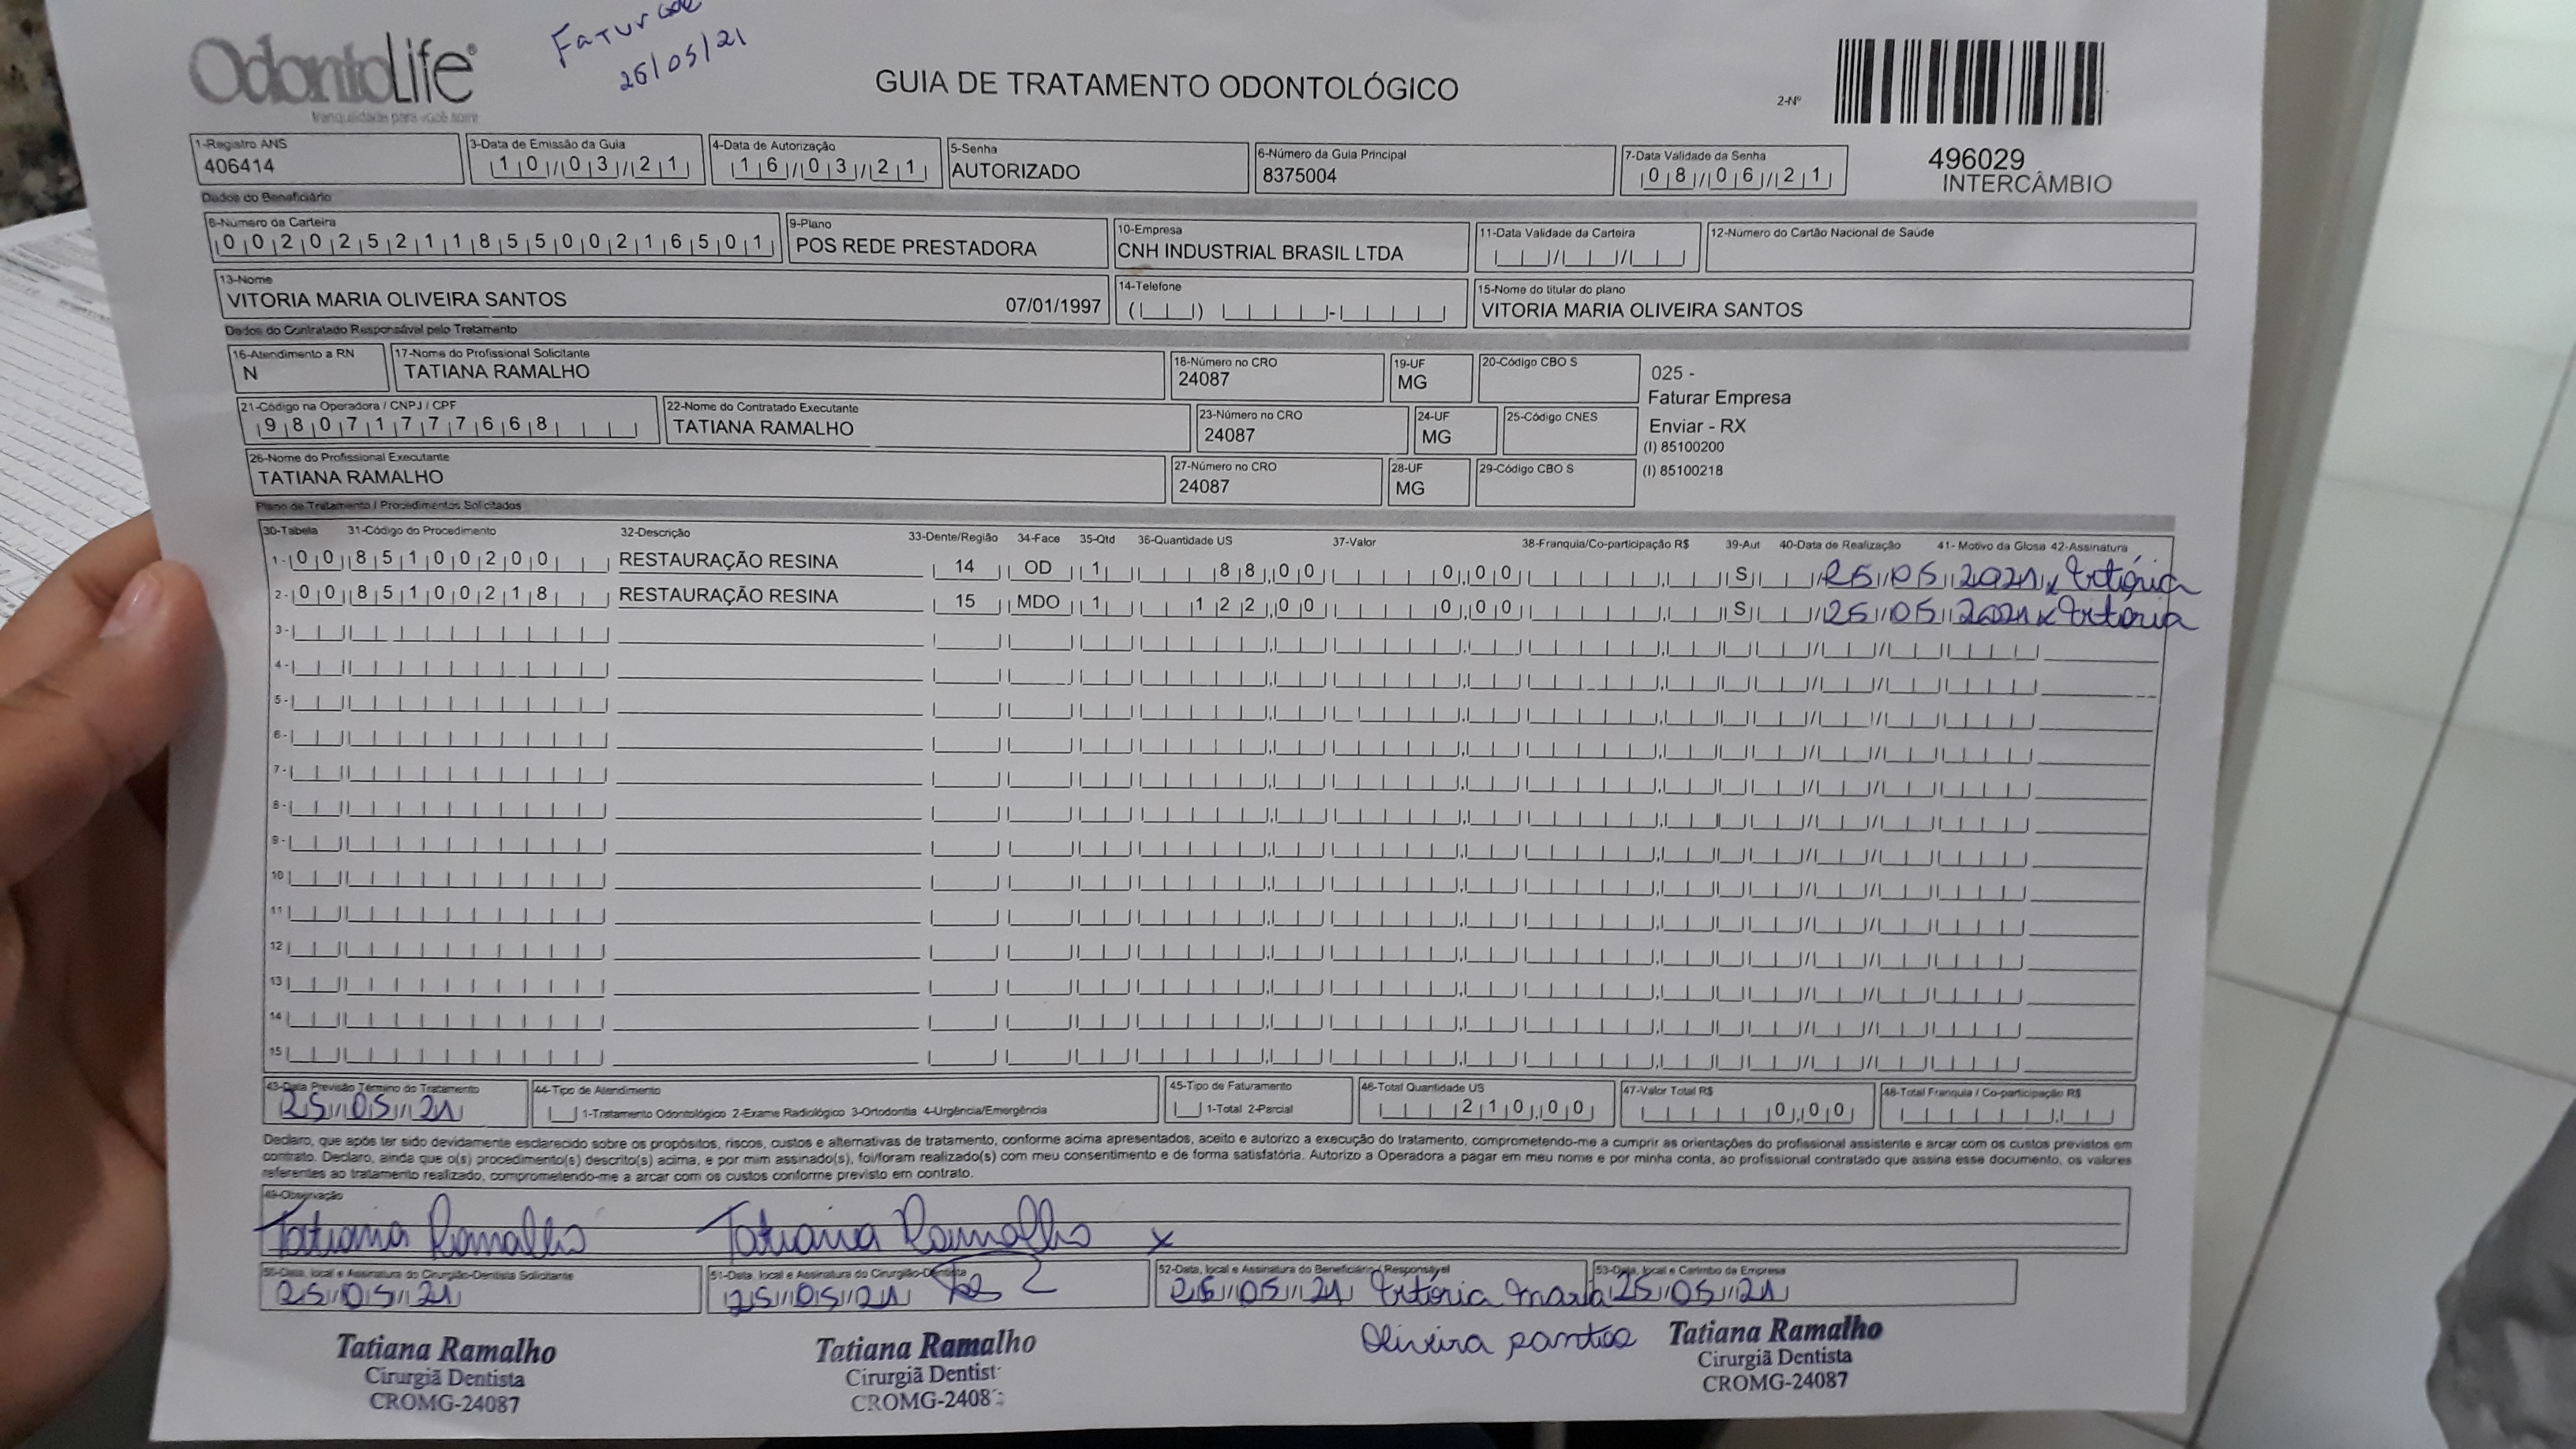 OdontoLife®
tranquilidade para você sorrir
26/05/21
GUIA DE TRATAMENTO ODONTOLÓGICO
2-Nº
496029
INTERCÂMBIO
1-Registro ANS
406414
3-Data de Emissão da Guia
10/03/21
4-Data de Autorização
16/03/21
5-Senha
AUTORIZADO
6-Número da Guia Principal
8375004
7-Data Validade da Senha
08/06/21
Dados do Beneficiário
8-Número da Carteira
00202521185500216501
9-Plano
POS REDE PRESTADORA
10-Empresa
CNH INDUSTRIAL BRASIL LTDA
11-Data Validade da Carteira
12-Número do Cartão Nacional de Saúde
13-Nome
VITORIA MARIA OLIVEIRA SANTOS 07/01/1997
14-Telefone
15-Nome do titular do plano
VITORIA MARIA OLIVEIRA SANTOS
Dados do Contratado Responsável pelo Tratamento
16-Atendimento a RN
N
17-Nome do Profissional Solicitante
TATIANA RAMALHO
18-Número no CRO
24087
19-UF
MG
20-Código CBO S
025 -
Faturar Empresa
Enviar - RX
(I) 85100200
(I) 85100218
21-Código na Operadora / CNPJ / CPF
98071777668
22-Nome do Contratado Executante
TATIANA RAMALHO
23-Número no CRO
24087
24-UF
MG
25-Código CNES
26-Nome do Profissional Executante
TATIANA RAMALHO
27-Número no CRO
24087
28-UF
MG
29-Código CBO S
Plano de Tratamento / Procedimentos Solicitados
30-Tabela 31-Código do Procedimento 32-Descrição 33-Dente/Região 34-Face 35-Qtd 36-Quantidade US 37-Valor 38-Franquia/Co-participação R$ 39-Aut 40-Data de Realização 41- Motivo da Glosa 42-Assinatura
1- 00 85100200 RESTAURAÇÃO RESINA 14 OD 1 88,00 0,00 S 25/05/2021 x Vitória
2- 00 85100218 RESTAURAÇÃO RESINA 15 MDO 1 122,00 0,00 S 25/05/2021 x Vitória
3-
4-
5-
6-
7-
8-
9-
10
11
12
13
14
15
43-Data Previsão Término do Tratamento
25/05/21
44-Tipo de Atendimento
1-Tratamento Odontológico 2-Exame Radiológico 3-Ortodontia 4-Urgência/Emergência
45-Tipo de Faturamento
1-Total 2-Parcial
46-Total Quantidade US
210,00
47-Valor Total R$
0,00
48-Total Franquia / Co-participação R$
Declaro, que após ter sido devidamente esclarecido sobre os propósitos, riscos, custos e alternativas de tratamento, conforme acima apresentados, aceito e autorizo a execução do tratamento, comprometendo-me a cumprir as orientações do profissional assistente e arcar com os custos previstos em
contrato. Declaro, ainda que o(s) procedimento(s) descrito(s) acima, e por mim assinado(s), foi/foram realizado(s) com meu consentimento e de forma satisfatória. Autorizo a Operadora a pagar em meu nome e por minha conta, ao profissional contratado que assina esse documento, os valores
referentes ao tratamento realizado, comprometendo-me a arcar com os custos conforme previsto em contrato.
49-Observação
Tatiana Ramalho Tatiana Ramalho x
50-Data, local e Assinatura do Cirurgião-Dentista Solicitante
25/05/21
51-Data, local e Assinatura do Cirurgião-Dentista
25/05/21
52-Data, local e Assinatura do Beneficiário / Responsável
25/05/21 Vitória Maria
Oliveira Santos
53-Data, local e Carimbo da Empresa
25/05/21
Tatiana Ramalho
Cirurgiã Dentista
CROMG-24087
Tatiana Ramalho
Cirurgiã Dentist
CROMG-2408
Tatiana Ramalho
Cirurgiã Dentista
CROMG-24087